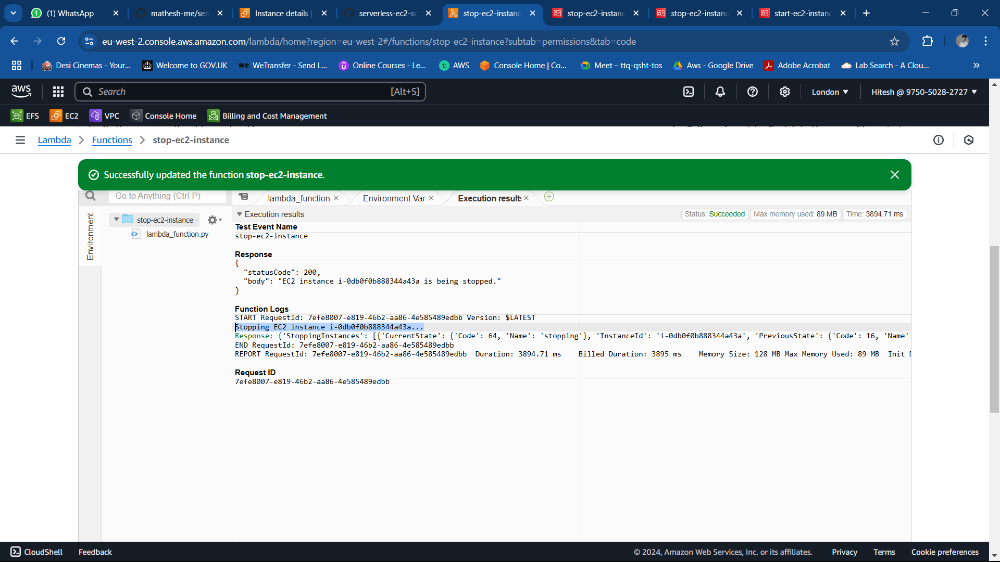 (1) WhatsApp
mathesh-me/ser
Instance details |
serverless-ec2-sc
stop-ec2-instanc
stop-ec2-instanc
stop-ec2-instanc
start-ec2-instanc
eu-west-2.console.aws.amazon.com/lambda/home?region=eu-west-2#/functions/stop-ec2-instance?subtab=permissions&tab=code
Desi Cinemas - Your...
Welcome to GOV.UK
WeTransfer - Send L...
Online Courses - Le...
AWS
Console Home | Co...
Meet – ttq-qsht-tos
Aws - Google Drive
Adobe Acrobat
Lab Search - A Clou...
aws
Search
[Alt+S]
London
Hitesh @ 9750-5028-2727
EFS
EC2
VPC
Console Home
Billing and Cost Management
Lambda
Functions
stop-ec2-instance
Successfully updated the function stop-ec2-instance.
Go to Anything (Ctrl-P)
lambda_function.
Environment Var
Execution results
Environment
stop-ec2-instance
lambda_function.py
Execution results
Status: Succeeded
Max memory used: 89 MB
Time: 3894.71 ms
Test Event Name
stop-ec2-instance
Response
{
"statusCode": 200,
"body": "EC2 instance i-0db0f0b888344a43a is being stopped."
}
Function Logs
START RequestId: 7efe8007-e819-46b2-aa86-4e585489edbb Version: $LATEST
Stopping EC2 instance i-0db0f0b888344a43a...
Response: {'StoppingInstances': [{'CurrentState': {'Code': 64, 'Name': 'stopping'}, 'InstanceId': 'i-0db0f0b888344a43a', 'PreviousState': {'Code': 16, 'Name'
END RequestId: 7efe8007-e819-46b2-aa86-4e585489edbb
REPORT RequestId: 7efe8007-e819-46b2-aa86-4e585489edbb Duration: 3894.71 ms Billed Duration: 3895 ms Memory Size: 128 MB Max Memory Used: 89 MB Init
Request ID
7efe8007-e819-46b2-aa86-4e585489edbb
CloudShell
Feedback
© 2024, Amazon Web Services, Inc. or its affiliates.
Privacy
Terms
Cookie preferences